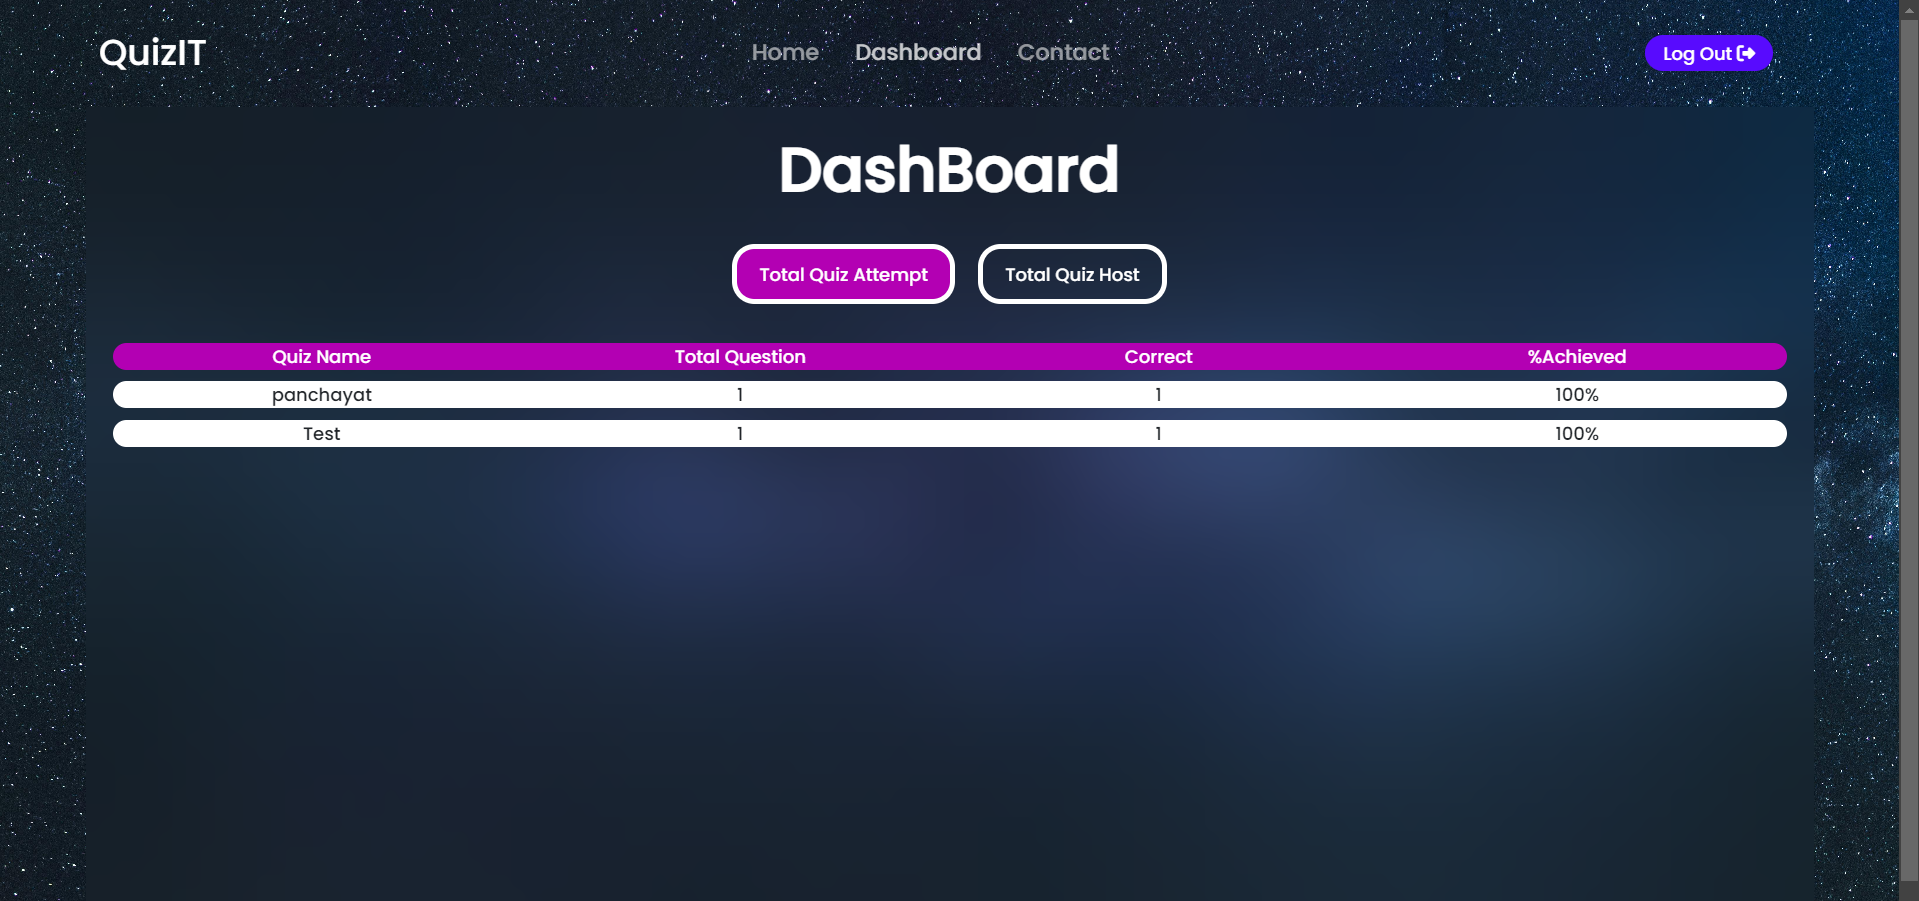 QuizIT Home Dashboard Contact Log Out
DashBoard
Total Quiz Attempt Total Quiz Host
Quiz Name Total Question Correct %Achieved
panchayat 1 1 100%
Test 1 1 100%